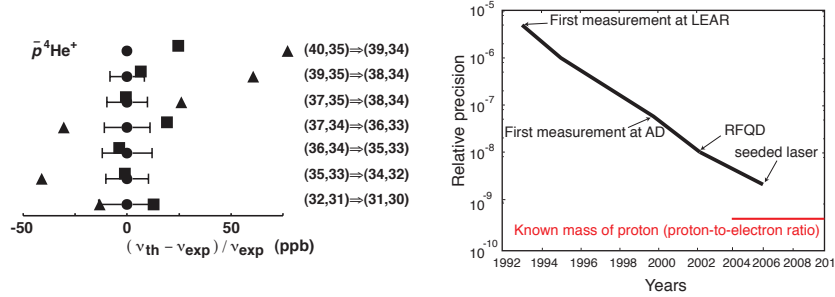 p̄ ⁴He⁺
(40,35)⇒(39,34)
(39,35)⇒(38,34)
(37,35)⇒(38,34)
(37,34)⇒(36,33)
(36,34)⇒(35,33)
(35,33)⇒(34,32)
(32,31)⇒(31,30)
-50 0 50
(ν_th − ν_exp) / ν_exp (ppb)
Relative precision
10⁻⁵
10⁻⁶
10⁻⁷
10⁻⁸
10⁻⁹
10⁻¹⁰
First measurement at LEAR
First measurement at AD
RFQD
seeded laser
Known mass of proton (proton-to-electron ratio)
1992 1994 1996 1998 2000 2002 2004 2006 2008 201
Years